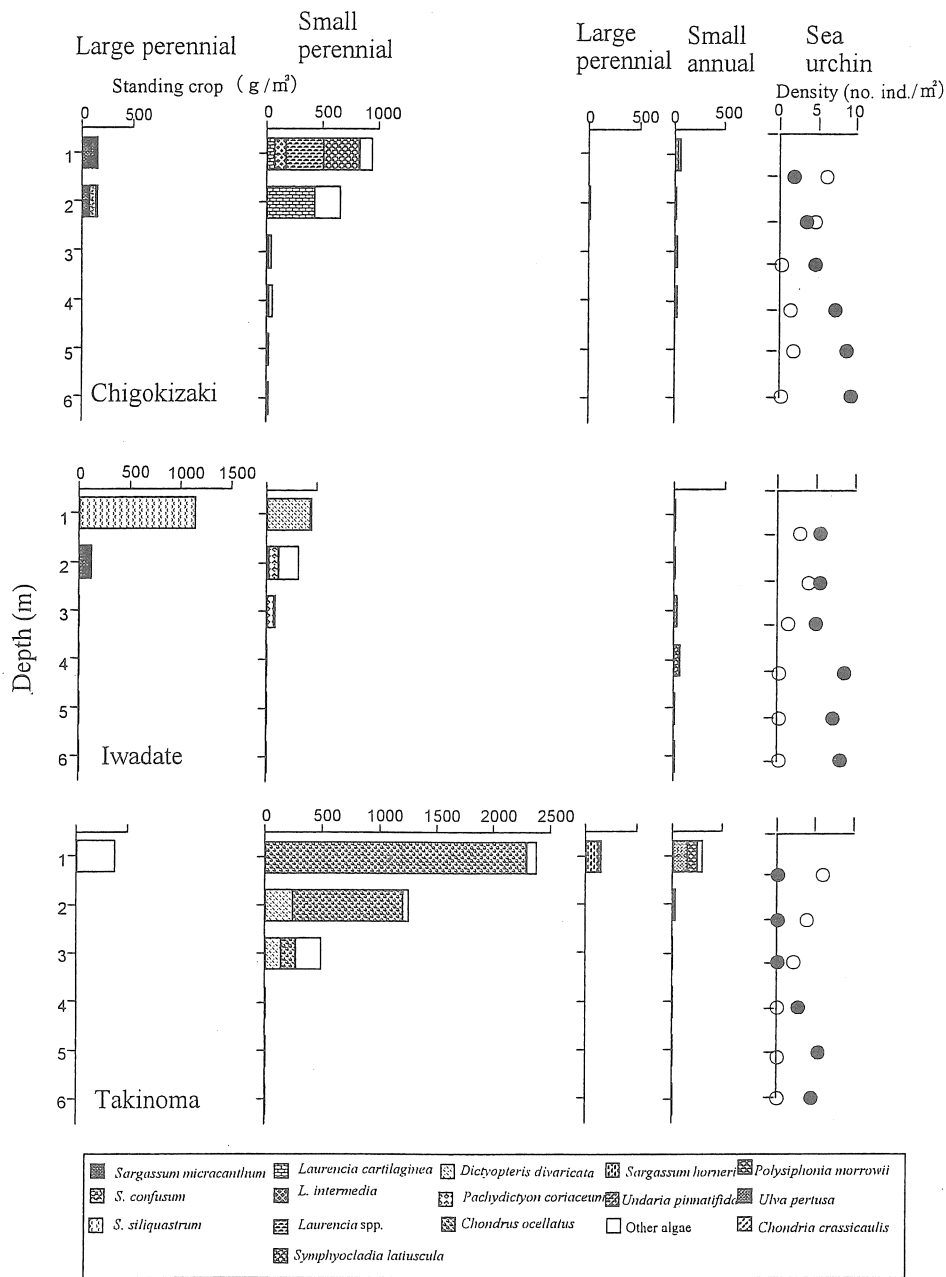 Large perennial
Small perennial
Large perennial
Small annual
Sea urchin
Standing crop ( g/m²)
Density (no. ind./m²)
0 500
0 500 1000
0 500
0 500
0 5 10
1
2
3
4
5
6
Chigokizaki
0 500 1000 1500
1
2
3
4
5
6
Iwadate
Depth (m)
0 500 1000 1500 2000 2500
1
2
3
4
5
6
Takinoma
Sargassum micracanthum
Laurencia cartilaginea
Dictyopteris divaricata
Sargassum horneri
Polysiphonia morrowii
S. confusum
L. intermedia
Pachydictyon coriaceum
Undaria pinnatifida
Ulva pertusa
S. siliquastrum
Laurencia spp.
Chondrus ocellatus
Other algae
Chondria crassicaulis
Symphyocladia latiuscula